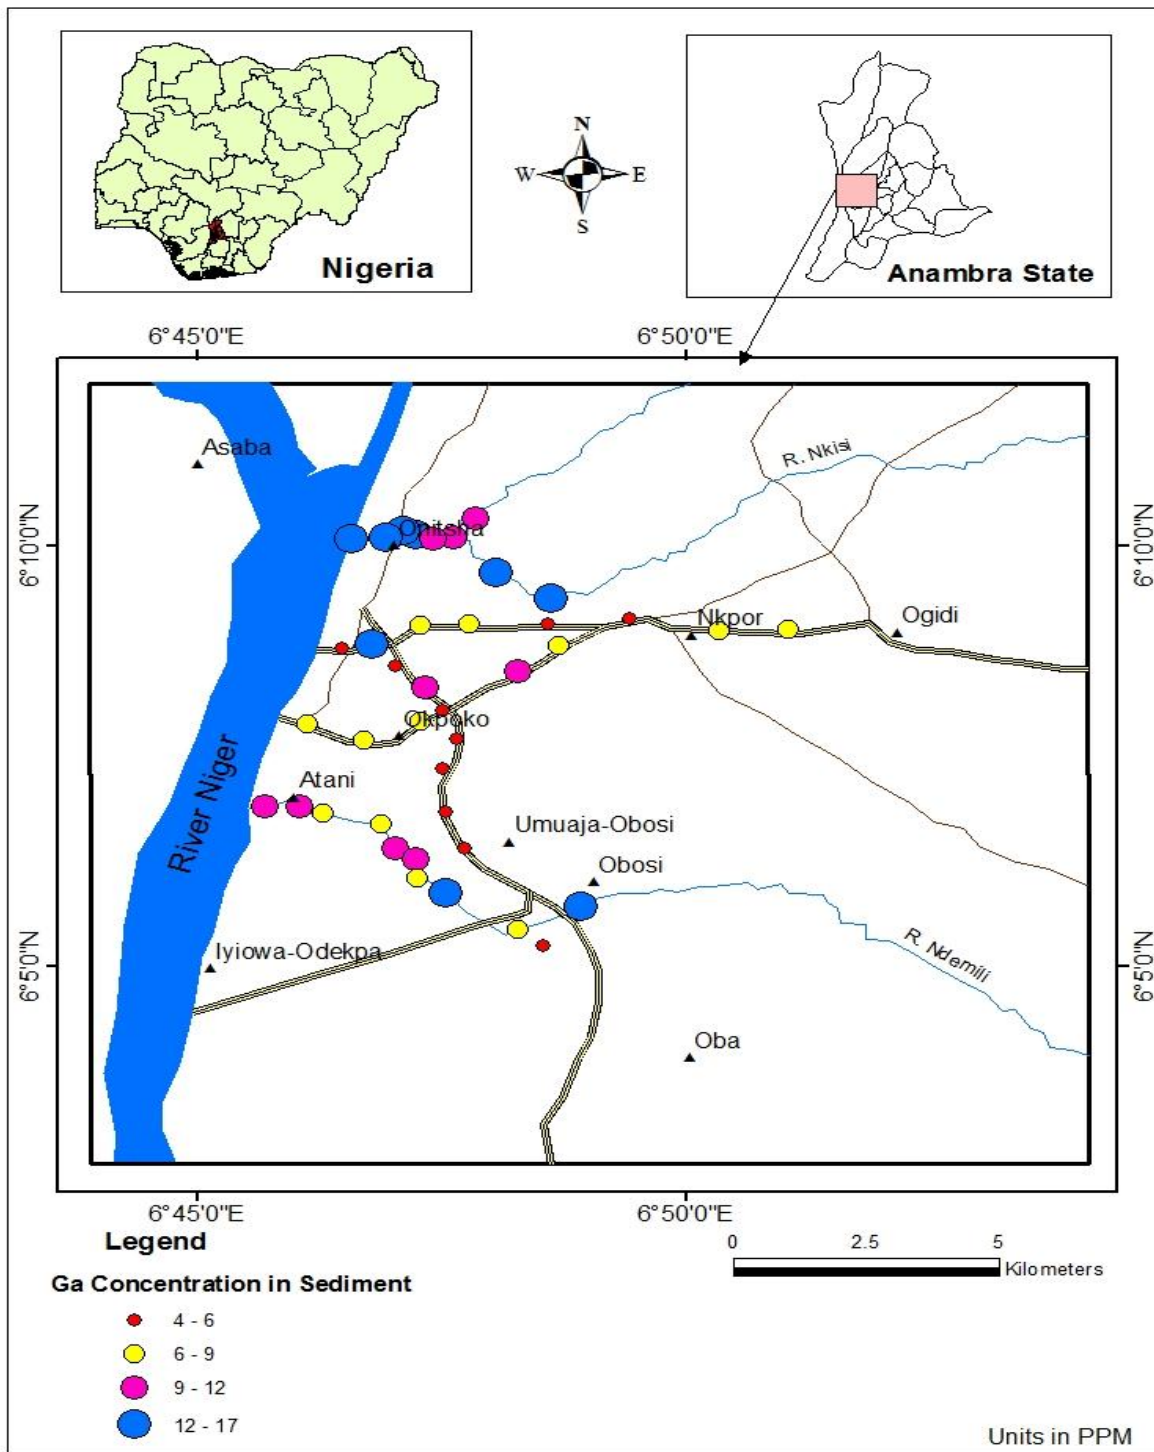 Nigeria
N
W
E
S
Anambra State
6°45'0"E
6°50'0"E
Asaba
R. Nkisi
Onitsha
6°10'0"N
6°10'0"N
Nkpor
Ogidi
Okpoko
River Niger
Atani
Umuaja-Obosi
Obosi
Iyiowa-Odekpa
R. Ndemili
6°5'0"N
6°5'0"N
Oba
6°45'0"E
6°50'0"E
Legend
0 2.5 5
Kilometers
Ga Concentration in Sediment
4 - 6
6 - 9
9 - 12
12 - 17
Units in PPM